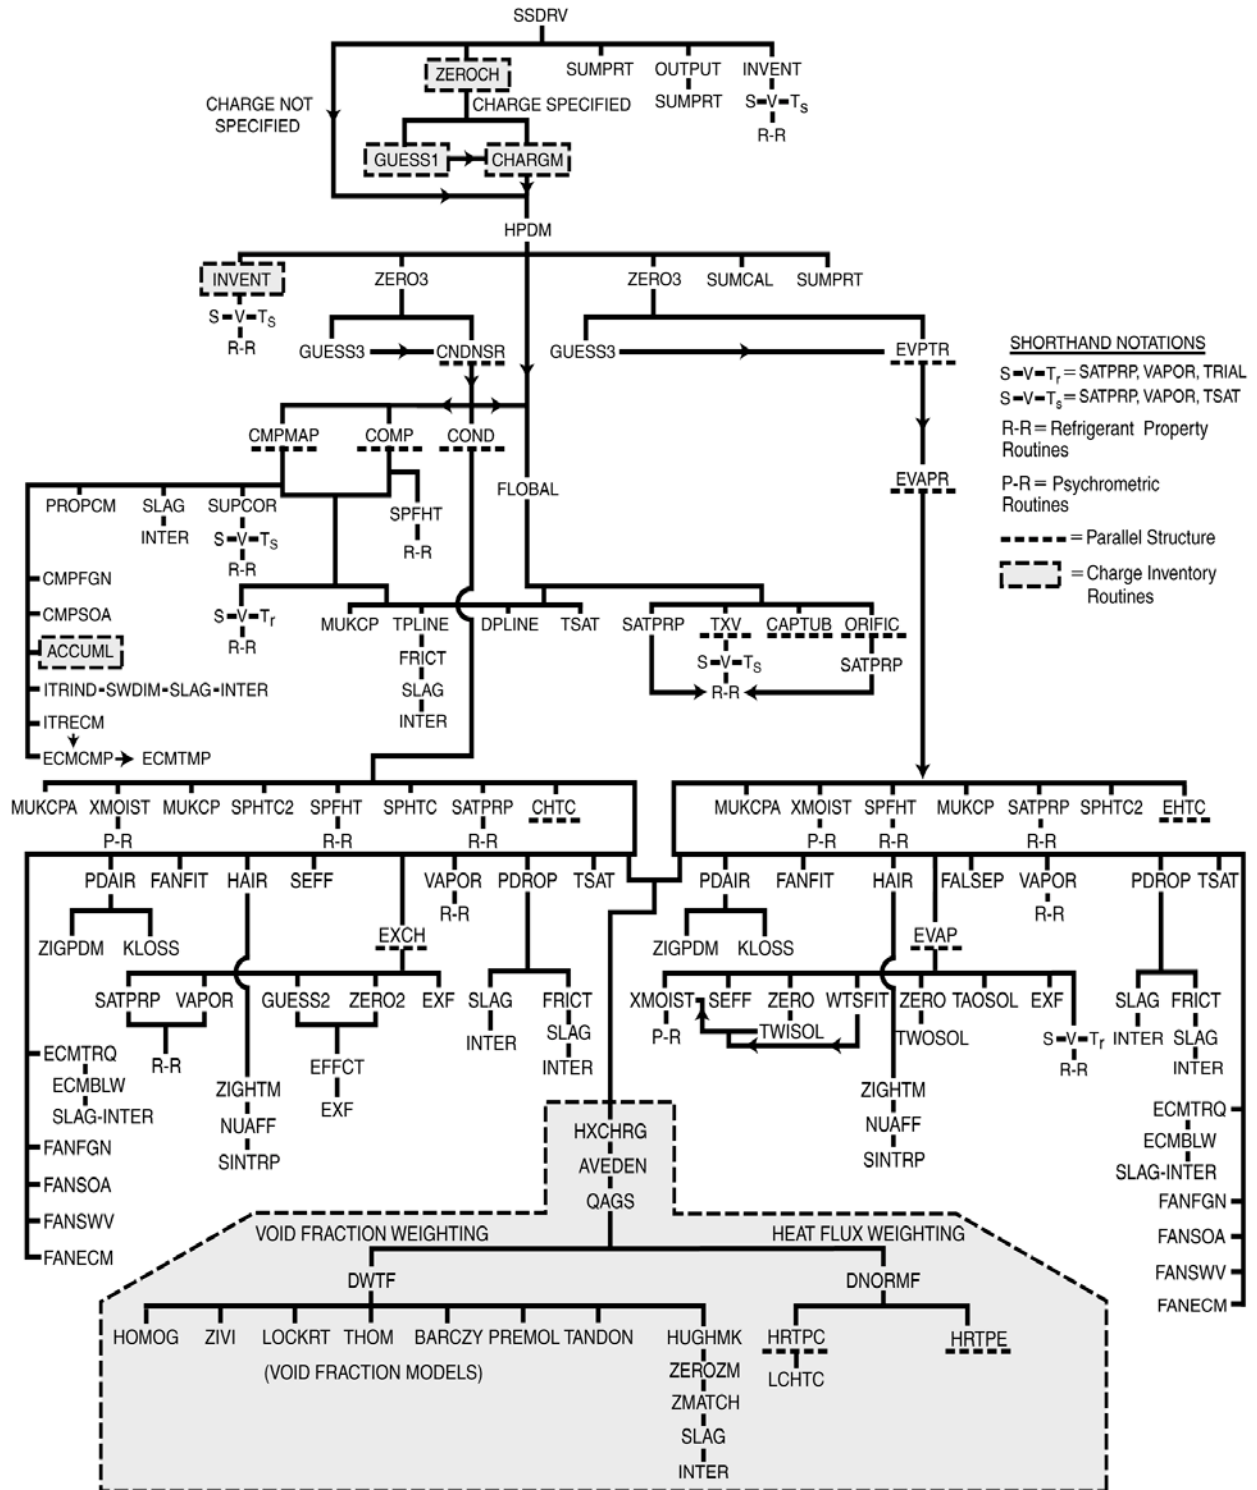 SSDRV
ZEROCH SUMPRT OUTPUT INVENT
CHARGE NOT SPECIFIED
CHARGE SPECIFIED
SUMPRT S-V-Ts
R-R
GUESS1 CHARGM
HPDM
INVENT ZERO3 ZERO3 SUMCAL SUMPRT
S-V-TS
R-R
GUESS3 CNDNSR GUESS3 EVPTR
SHORTHAND NOTATIONS
S-V-Tr = SATPRP, VAPOR, TRIAL
S-V-Ts = SATPRP, VAPOR, TSAT
R-R = Refrigerant Property
Routines
P-R = Psychrometric
Routines
= Parallel Structure
= Charge Inventory
Routines
CMPMAP COMP COND
FLOBAL EVAPR
PROPCM SLAG SUPCOR SPFHT
INTER S-V-TS R-R
R-R
CMPFGN
CMPSOA
ACCUML
ITRIND-SWDIM-SLAG-INTER
ITRECM
ECMCMP ECMTMP
S-V-Tr
R-R
MUKCP TPLINE DPLINE TSAT
FRICT
SLAG
INTER
SATPRP TXV CAPTUB ORIFIC
S-V-TS SATPRP
R-R
MUKCPA XMOIST MUKCP SPHTC2 SPFHT SPHTC SATPRP CHTC
P-R R-R R-R
MUKCPA XMOIST SPFHT MUKCP SATPRP SPHTC2 EHTC
P-R R-R R-R
PDAIR FANFIT HAIR SEFF VAPOR PDROP TSAT
R-R
ZIGPDM KLOSS EXCH
SATPRP VAPOR GUESS2 ZERO2 EXF SLAG FRICT
R-R EFFCT INTER SLAG
EXF INTER
ECMTRQ
ECMBLW
SLAG-INTER
FANFGN
FANSOA
FANSWV
FANECM
ZIGHTM
NUAFF
SINTRP
PDAIR FANFIT HAIR FALSEP VAPOR PDROP TSAT
R-R
ZIGPDM KLOSS EVAP
XMOIST SEFF ZERO WTSFIT ZERO TAOSOL EXF SLAG FRICT
P-R TWISOL TWOSOL S-V-Tr INTER SLAG
R-R INTER
ZIGHTM
NUAFF
SINTRP
ECMTRQ
ECMBLW
SLAG-INTER
FANFGN
FANSOA
FANSWV
FANECM
HXCHRG
AVEDEN
QAGS
VOID FRACTION WEIGHTING HEAT FLUX WEIGHTING
DWTF DNORMF
HOMOG ZIVI LOCKRT THOM BARCZY PREMOL TANDON HUGHMK HRTPC HRTPE
(VOID FRACTION MODELS) ZEROZM LCHTC
ZMATCH
SLAG
INTER